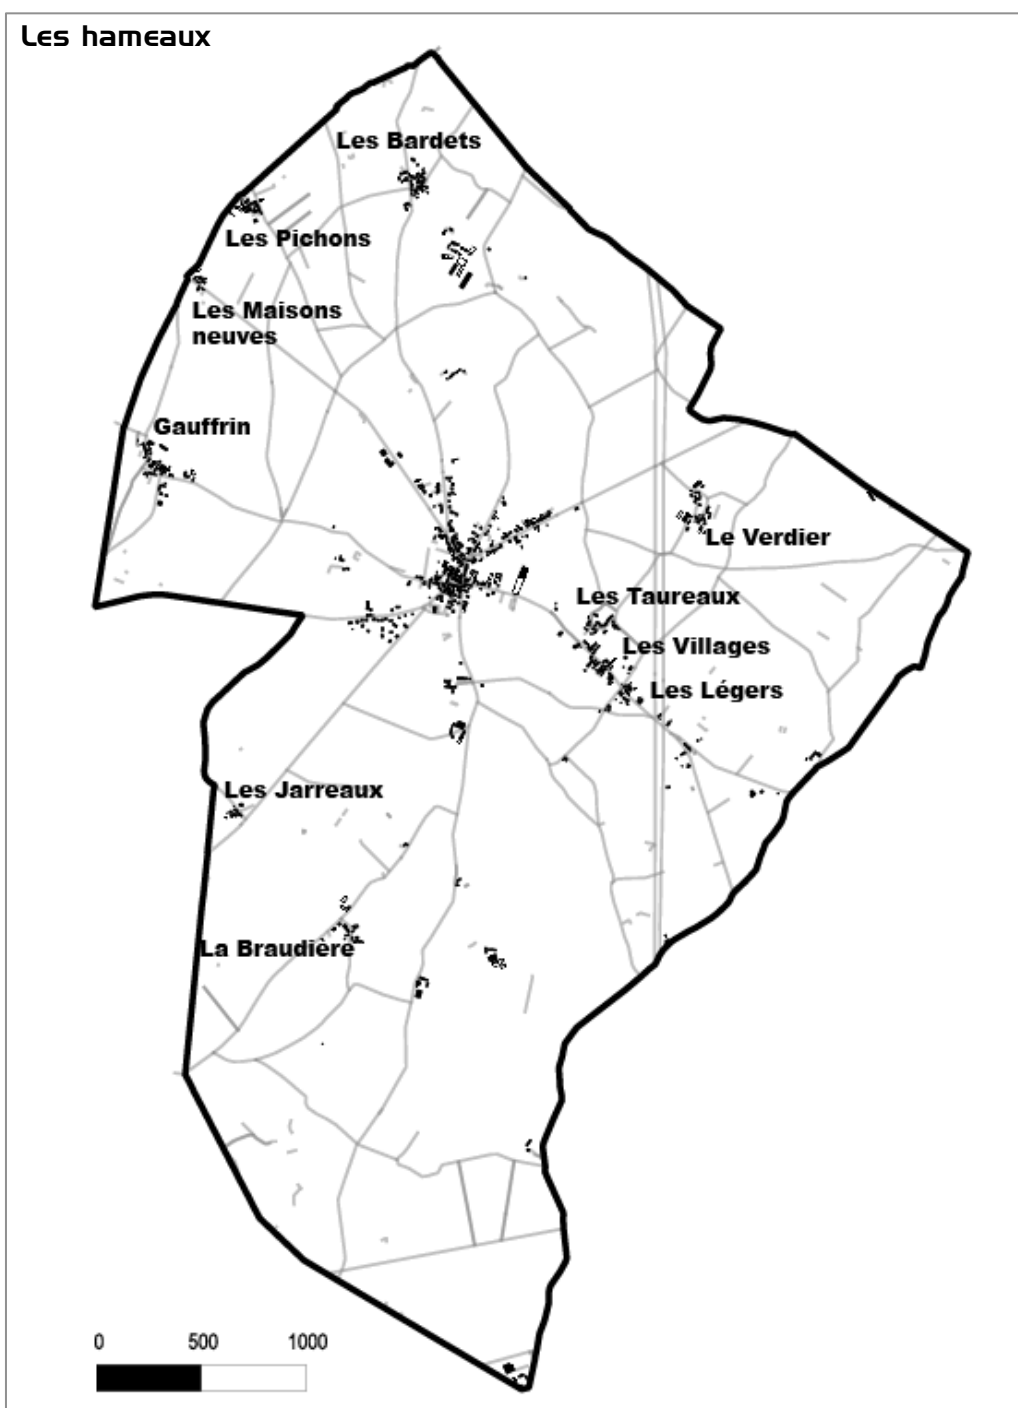 Les hameaux
Les Bardets
Les Pichons
Les Maisons
neuves
Gauffrin
Le Verdier
Les Taureaux
Les Villages
Les Légers
Les Jarreaux
La Braudière
0 500 1000